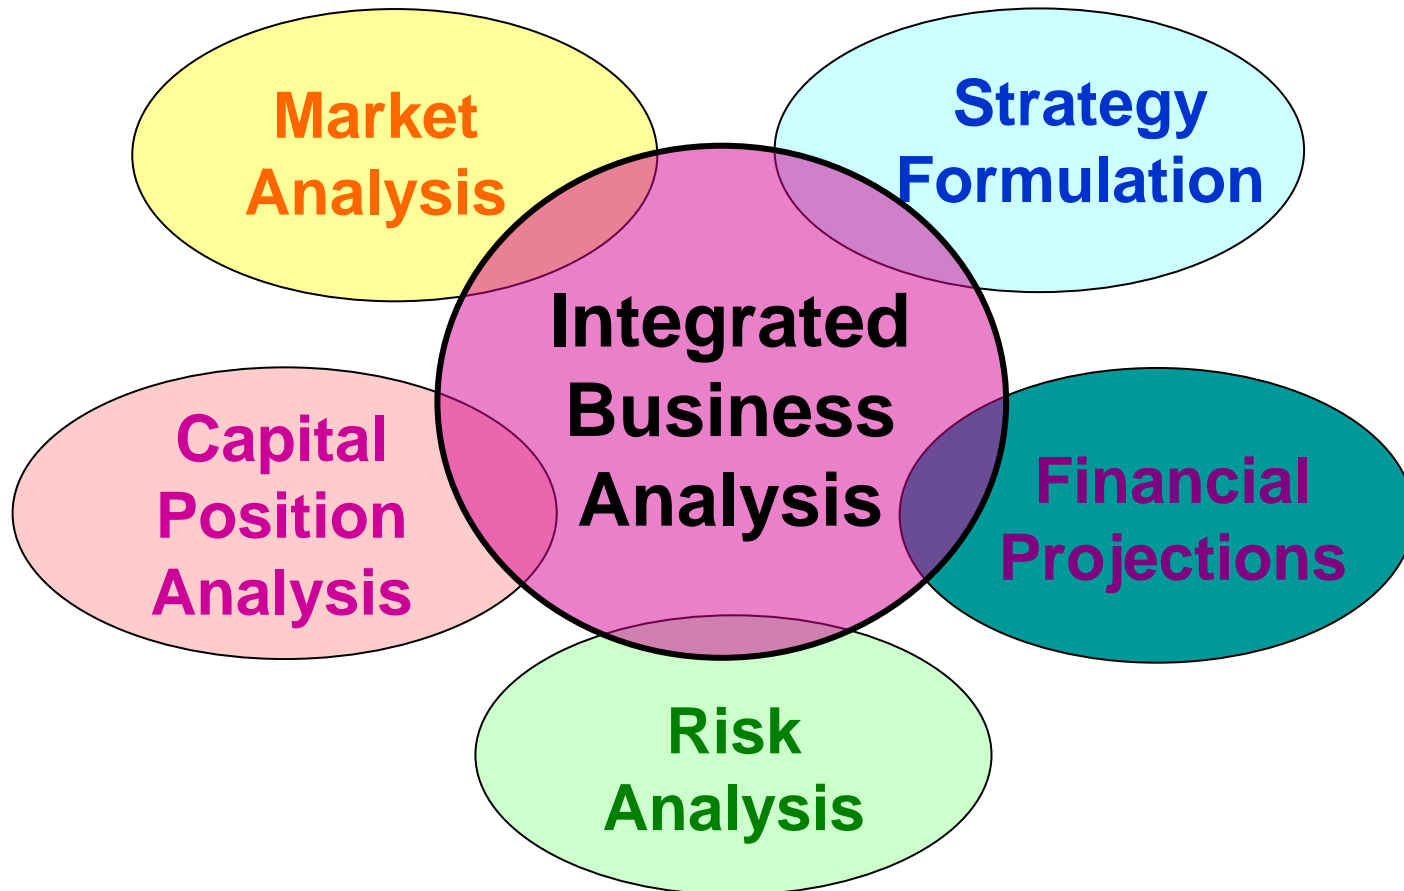 Market
Analysis
Strategy
Formulation
Integrated
Business
Analysis
Capital
Position
Analysis
Financial
Projections
Risk
Analysis